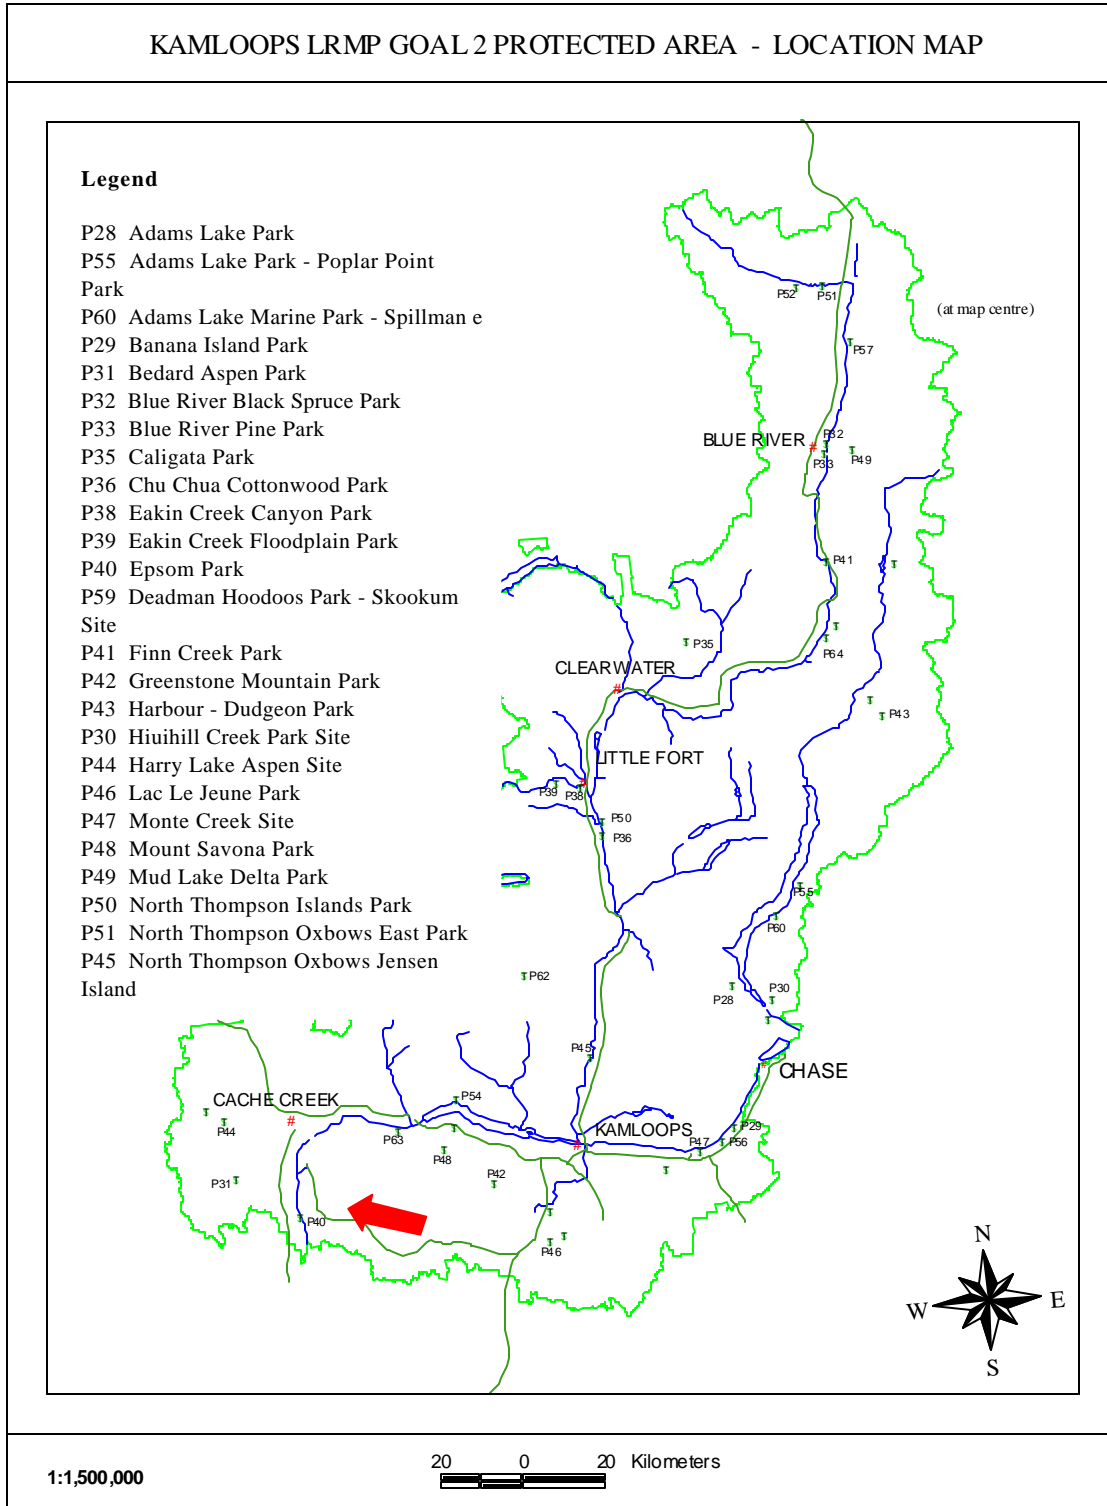 KAMLOOPS LRMP GOAL 2 PROTECTED AREA - LOCATION MAP
Legend
P28 Adams Lake Park
P55 Adams Lake Park - Poplar Point
Park
P60 Adams Lake Marine Park - Spillman e
P29 Banana Island Park
P31 Bedard Aspen Park
P32 Blue River Black Spruce Park
P33 Blue River Pine Park
P35 Caligata Park
P36 Chu Chua Cottonwood Park
P38 Eakin Creek Canyon Park
P39 Eakin Creek Floodplain Park
P40 Epsom Park
P59 Deadman Hoodoos Park - Skookum
Site
P41 Finn Creek Park
P42 Greenstone Mountain Park
P43 Harbour - Dudgeon Park
P30 Hiuihill Creek Park Site
P44 Harry Lake Aspen Site
P46 Lac Le Jeune Park
P47 Monte Creek Site
P48 Mount Savona Park
P49 Mud Lake Delta Park
P50 North Thompson Islands Park
P51 North Thompson Oxbows East Park
P45 North Thompson Oxbows Jensen
Island
P52
P51
(at map centre)
P57
BLUE RIVER
#
P32
P33
P49
P41
P35
P64
CLEARWATER
#
P43
LITTLE FORT
#
P39
P38
P50
P36
P55
P60
P62
P28
P30
P45
CHASE
#
CACHE CREEK
#
P54
P44
P63
KAMLOOPS
#
P29
P56
P47
P48
P42
P31
P40
P46
N
W
E
S
1:1,500,000
20 0 20 Kilometers